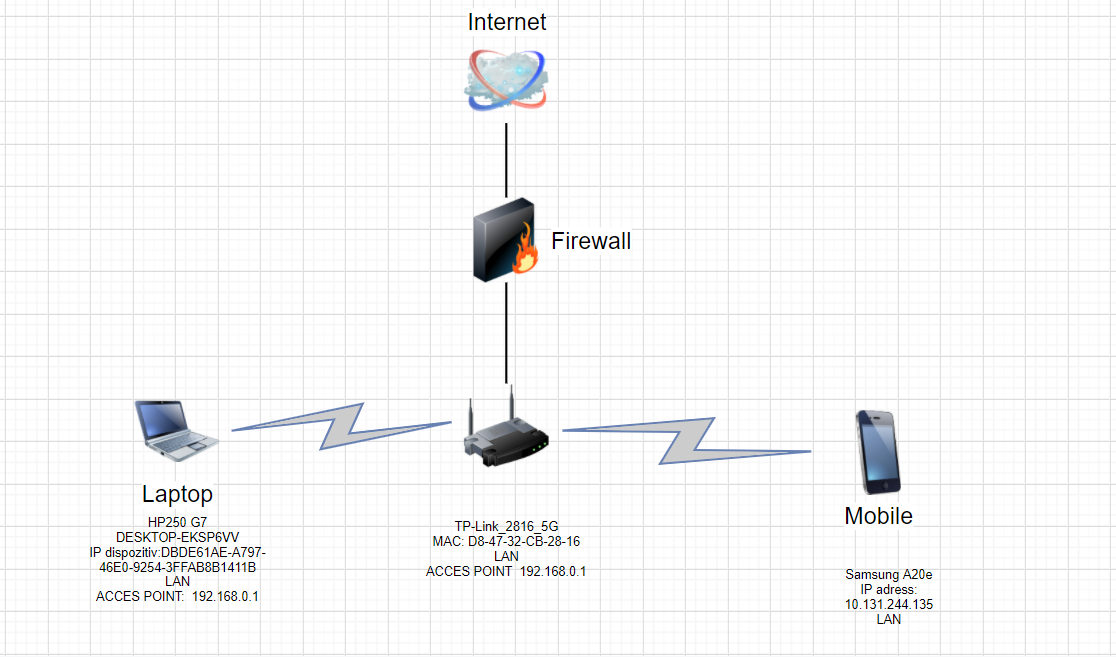 Internet
Firewall
Laptop
HP250 G7
DESKTOP-EKSP6VV
IP dispozitiv:DBDE61AE-A797-
46E0-9254-3FFAB8B1411B
LAN
ACCES POINT:  192.168.0.1
TP-Link_2816_5G
MAC: D8-47-32-CB-28-16
LAN
ACCES POINT  192.168.0.1
Mobile
Samsung A20e
IP adress:
10.131.244.135
LAN